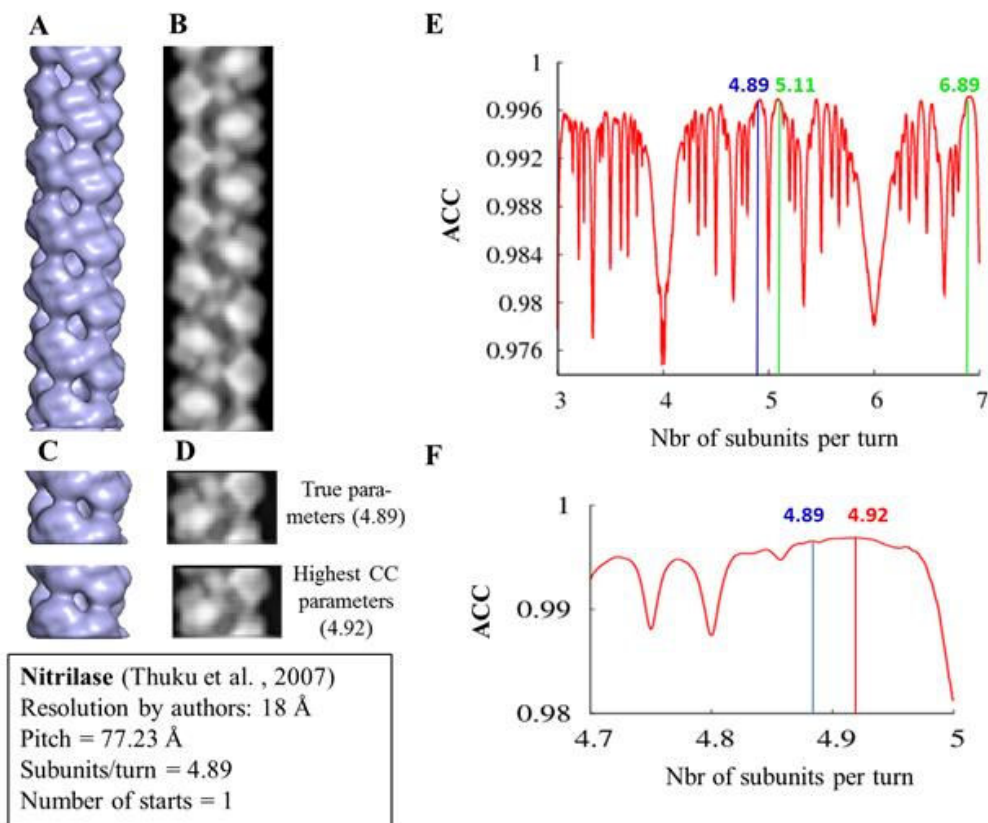 A
B
C
D
True para-
meters (4.89)
Highest CC
parameters
(4.92)
Nitrilase (Thuku et al. , 2007)
Resolution by authors: 18 Å
Pitch = 77.23 Å
Subunits/turn = 4.89
Number of starts = 1
E
4.89 5.11 6.89
1
0.996
0.992
0.988
0.984
0.98
0.976
ACC
3 4 5 6 7
Nbr of subunits per turn
F
4.89 4.92
1
0.99
0.98
ACC
4.7 4.8 4.9 5
Nbr of subunits per turn